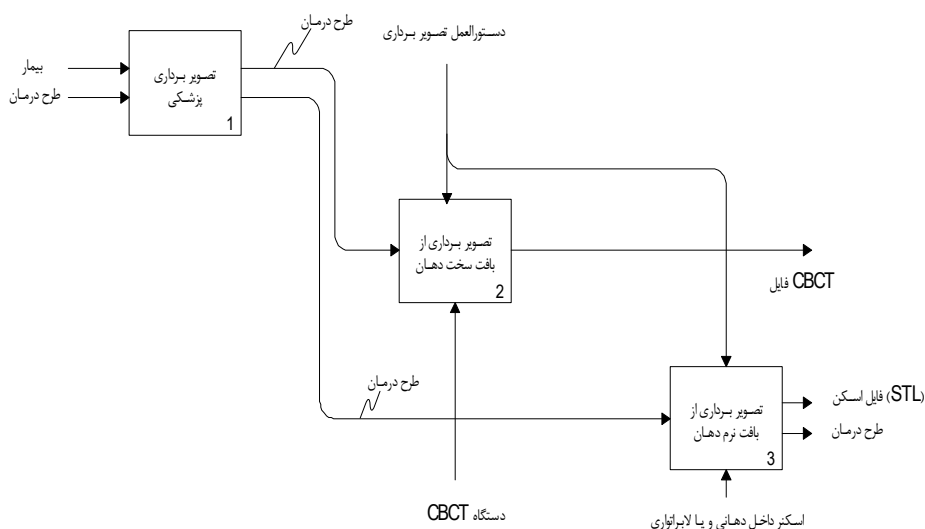 طرح درمان
دستورالعمل تصویر برداری
بیمار
طرح درمان
تصویر برداری
پزشکی
1
تصویر برداری از
بافت سخت دهان
2
فایل CBCT
طرح درمان
تصویر برداری از
بافت نرم دهان
3
فایل اسکن (STL)
طرح درمان
دستگاه CBCT
اسکنر داخل دهانی و یا لابراتواری